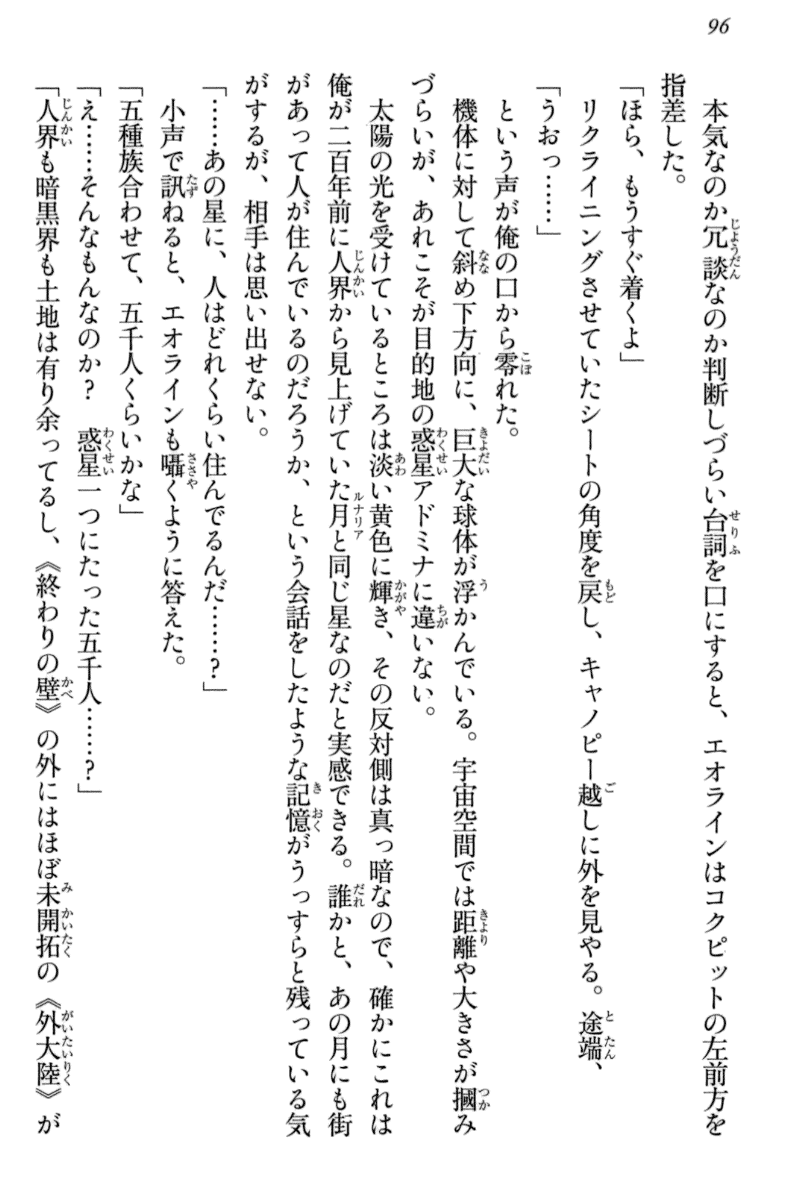 96
本気なのか冗談なのか判断しづらい台詞を口にすると、エオラインはコクピットの左前方を
指差した。
「ほら、もうすぐ着くよ」
リクライニングさせていたシートの角度を戻し、キャノピー越しに外を見やる。途端、
「うおっ……」
という声が俺の口から零れた。
機体に対して斜め下方向に、巨大な球体が浮かんでいる。宇宙空間では距離や大きさが摑み
づらいが、あれこそが目的地の惑星アドミナに違いない。
太陽の光を受けているところは淡い黄色に輝き、その反対側は真っ暗なので、確かにこれは
俺が二百年前に人界から見上げていた月と同じ星なのだと実感できる。誰かと、あの月にも街
があって人が住んでいるのだろうか、という会話をしたような記憶がうっすらと残っている気
がするが、相手は思い出せない。
「……あの星に、人はどれくらい住んでるんだ……？」
小声で訊ねると、エオラインも囁くように答えた。
「五種族合わせて、五千人くらいかな」
「え……そんなもんなのか？　惑星一つにたった五千人……？」
「人界も暗黒界も土地は有り余ってるし、《終わりの壁》の外にはほぼ未開拓の《外大陸》が